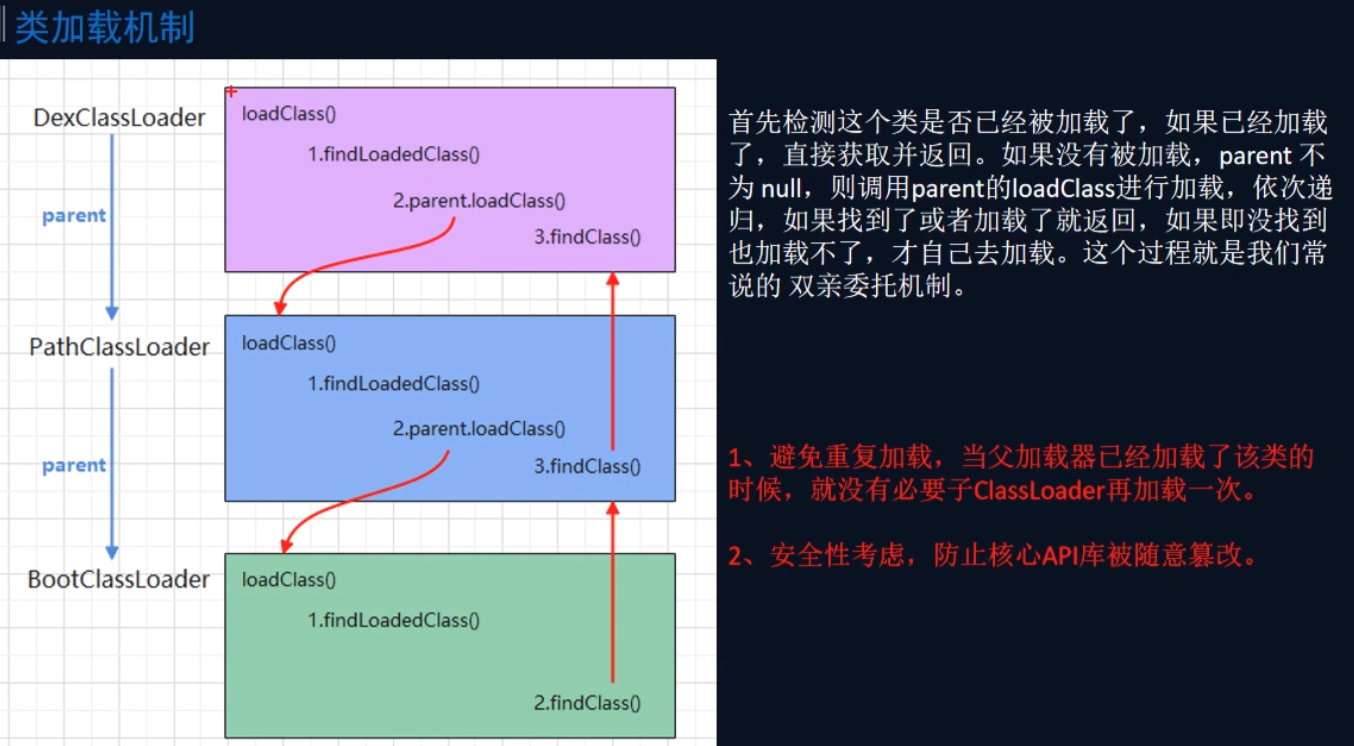 类加载机制
DexClassLoader
loadClass()
1.findLoadedClass()
2.parent.loadClass()
3.findClass()
parent
PathClassLoader
loadClass()
1.findLoadedClass()
2.parent.loadClass()
3.findClass()
parent
BootClassLoader
loadClass()
1.findLoadedClass()
2.findClass()
首先检测这个类是否已经被加载了，如果已经加载
了，直接获取并返回。如果没有被加载，parent 不
为 null，则调用parent的loadClass进行加载，依次递
归，如果找到了或者加载了就返回，如果即没找到
也加载不了，才自己去加载。这个过程就是我们常
说的 双亲委托机制。
1、避免重复加载，当父加载器已经加载了该类的
时候，就没有必要子ClassLoader再加载一次。
2、安全性考虑，防止核心API库被随意篡改。